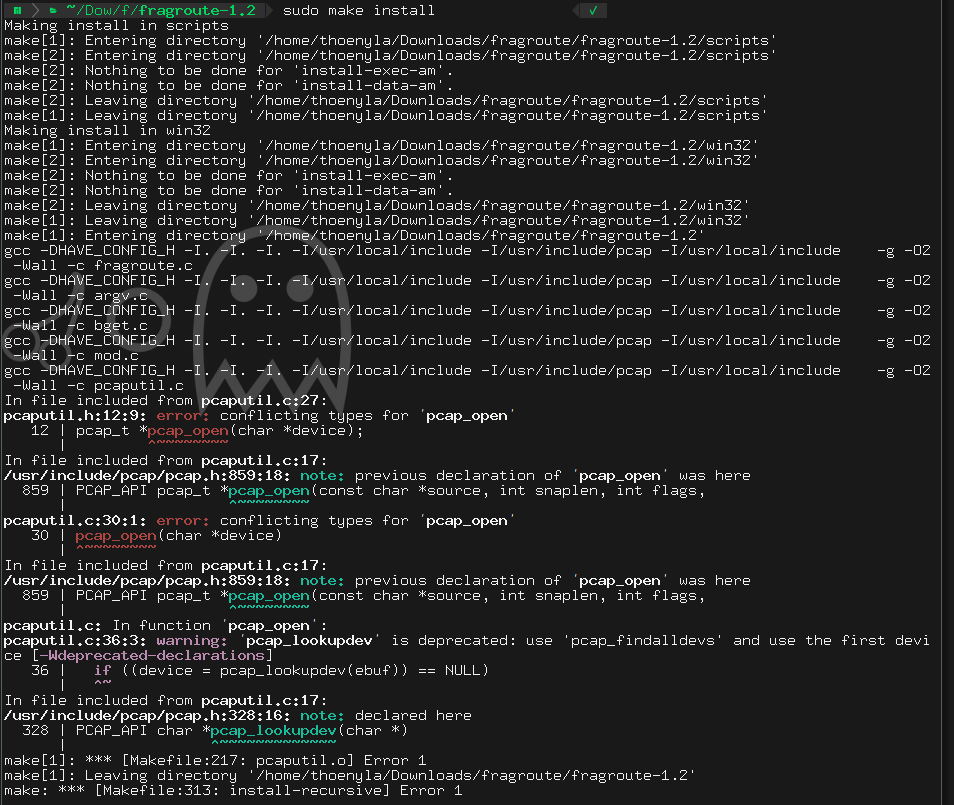 ~/Dow/f/fragroute-1.2 sudo make install ✓
Making install in scripts
make[1]: Entering directory '/home/thoenyla/Downloads/fragroute/fragroute-1.2/scripts'
make[2]: Entering directory '/home/thoenyla/Downloads/fragroute/fragroute-1.2/scripts'
make[2]: Nothing to be done for 'install-exec-am'.
make[2]: Nothing to be done for 'install-data-am'.
make[2]: Leaving directory '/home/thoenyla/Downloads/fragroute/fragroute-1.2/scripts'
make[1]: Leaving directory '/home/thoenyla/Downloads/fragroute/fragroute-1.2/scripts'
Making install in win32
make[1]: Entering directory '/home/thoenyla/Downloads/fragroute/fragroute-1.2/win32'
make[2]: Entering directory '/home/thoenyla/Downloads/fragroute/fragroute-1.2/win32'
make[2]: Nothing to be done for 'install-exec-am'.
make[2]: Nothing to be done for 'install-data-am'.
make[2]: Leaving directory '/home/thoenyla/Downloads/fragroute/fragroute-1.2/win32'
make[1]: Leaving directory '/home/thoenyla/Downloads/fragroute/fragroute-1.2/win32'
make[1]: Entering directory '/home/thoenyla/Downloads/fragroute/fragroute-1.2'
gcc -DHAVE_CONFIG_H -I. -I. -I. -I/usr/local/include -I/usr/include/pcap -I/usr/local/include    -g -O2
 -Wall -c fragroute.c
gcc -DHAVE_CONFIG_H -I. -I. -I. -I/usr/local/include -I/usr/include/pcap -I/usr/local/include    -g -O2
 -Wall -c argv.c
gcc -DHAVE_CONFIG_H -I. -I. -I. -I/usr/local/include -I/usr/include/pcap -I/usr/local/include    -g -O2
 -Wall -c bget.c
gcc -DHAVE_CONFIG_H -I. -I. -I. -I/usr/local/include -I/usr/include/pcap -I/usr/local/include    -g -O2
 -Wall -c mod.c
gcc -DHAVE_CONFIG_H -I. -I. -I. -I/usr/local/include -I/usr/include/pcap -I/usr/local/include    -g -O2
 -Wall -c pcaputil.c
In file included from pcaputil.c:27:
pcaputil.h:12:9: error: conflicting types for 'pcap_open'
   12 | pcap_t *pcap_open(char *device);
      |         ^~~~~~~~~
In file included from pcaputil.c:17:
/usr/include/pcap/pcap.h:859:18: note: previous declaration of 'pcap_open' was here
  859 | PCAP_API pcap_t *pcap_open(const char *source, int snaplen, int flags,
      |                  ^~~~~~~~~
pcaputil.c:30:1: error: conflicting types for 'pcap_open'
   30 | pcap_open(char *device)
      | ^~~~~~~~~
In file included from pcaputil.c:17:
/usr/include/pcap/pcap.h:859:18: note: previous declaration of 'pcap_open' was here
  859 | PCAP_API pcap_t *pcap_open(const char *source, int snaplen, int flags,
      |                  ^~~~~~~~~
pcaputil.c: In function 'pcap_open':
pcaputil.c:36:3: warning: 'pcap_lookupdev' is deprecated: use 'pcap_findalldevs' and use the first devi
ce [-Wdeprecated-declarations]
   36 |   if ((device = pcap_lookupdev(ebuf)) == NULL)
      |   ^~
In file included from pcaputil.c:17:
/usr/include/pcap/pcap.h:328:16: note: declared here
  328 | PCAP_API char *pcap_lookupdev(char *)
      |                ^~~~~~~~~~~~~~
make[1]: *** [Makefile:217: pcaputil.o] Error 1
make[1]: Leaving directory '/home/thoenyla/Downloads/fragroute/fragroute-1.2'
make: *** [Makefile:313: install-recursive] Error 1